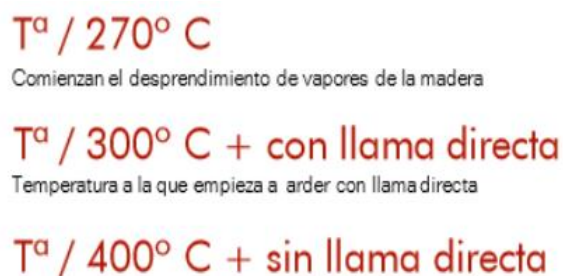 Tª / 270º C
Comienzan el desprendimiento de vapores de la madera
Tª / 300º C + con llama directa
Temperatura a la que empieza a arder con llama directa
Tª / 400º C + sin llama directa